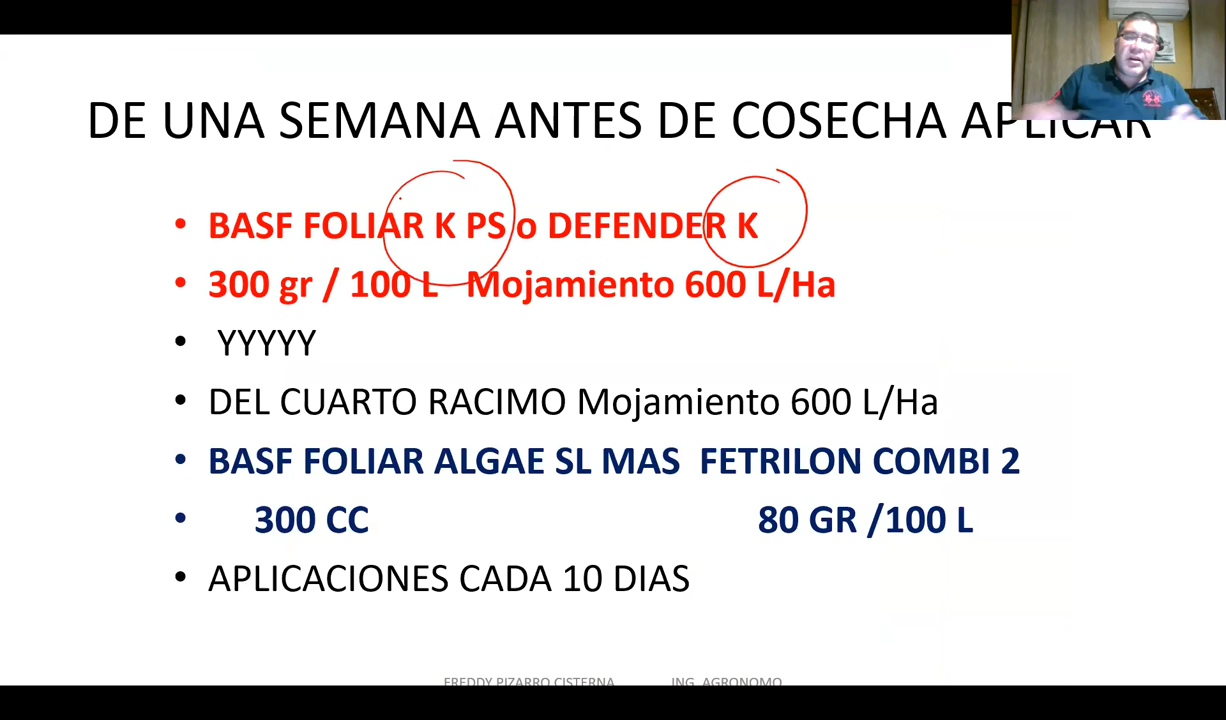 DE UNA SEMANA ANTES DE COSECHA APLICAR
• BASF FOLIAR K PS o DEFENDER K
• 300 gr / 100 L Mojamiento 600 L/Ha
• YYYYY
• DEL CUARTO RACIMO Mojamiento 600 L/Ha
• BASF FOLIAR ALGAE SL MAS FETRILON COMBI 2
• 300 CC 80 GR /100 L
• APLICACIONES CADA 10 DIAS
FREDDY PIZARRO CISTERNA ING. AGRONOMO